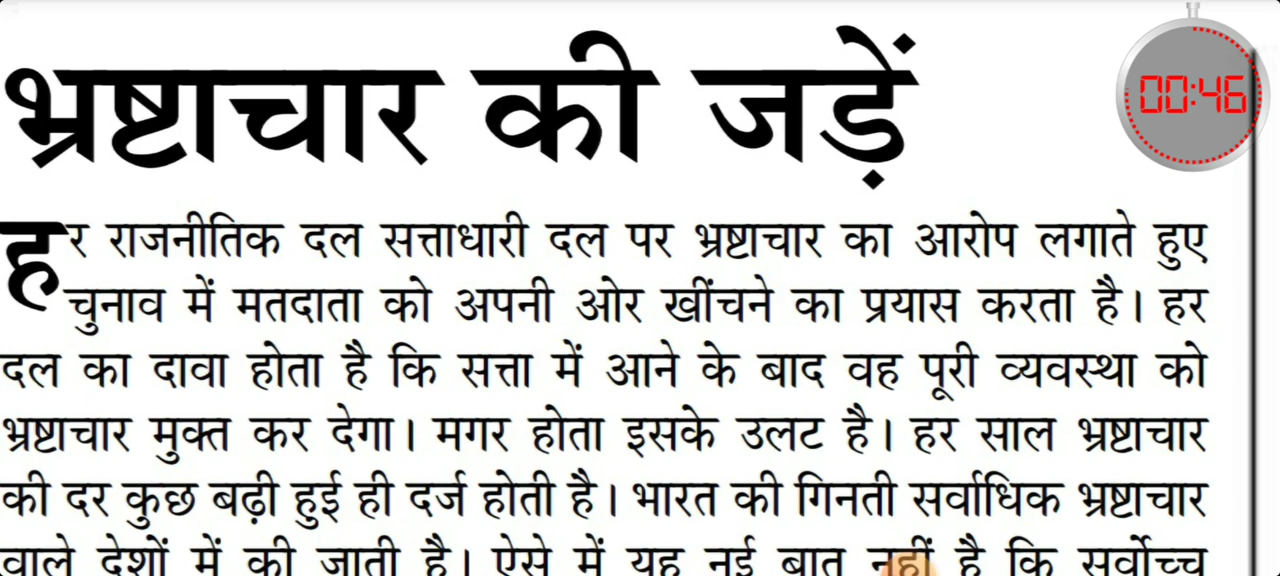 भ्रष्टाचार की जड़ें
00:46
हर राजनीतिक दल सत्ताधारी दल पर भ्रष्टाचार का आरोप लगाते हुए
चुनाव में मतदाता को अपनी ओर खींचने का प्रयास करता है। हर
दल का दावा होता है कि सत्ता में आने के बाद वह पूरी व्यवस्था को
भ्रष्टाचार मुक्त कर देगा। मगर होता इसके उलट है। हर साल भ्रष्टाचार
की दर कुछ बढ़ी हुई ही दर्ज होती है। भारत की गिनती सर्वाधिक भ्रष्टाचार
वाले देशों में की जाती है। ऐसे में यह नई बात नहीं है कि सर्वोच्च